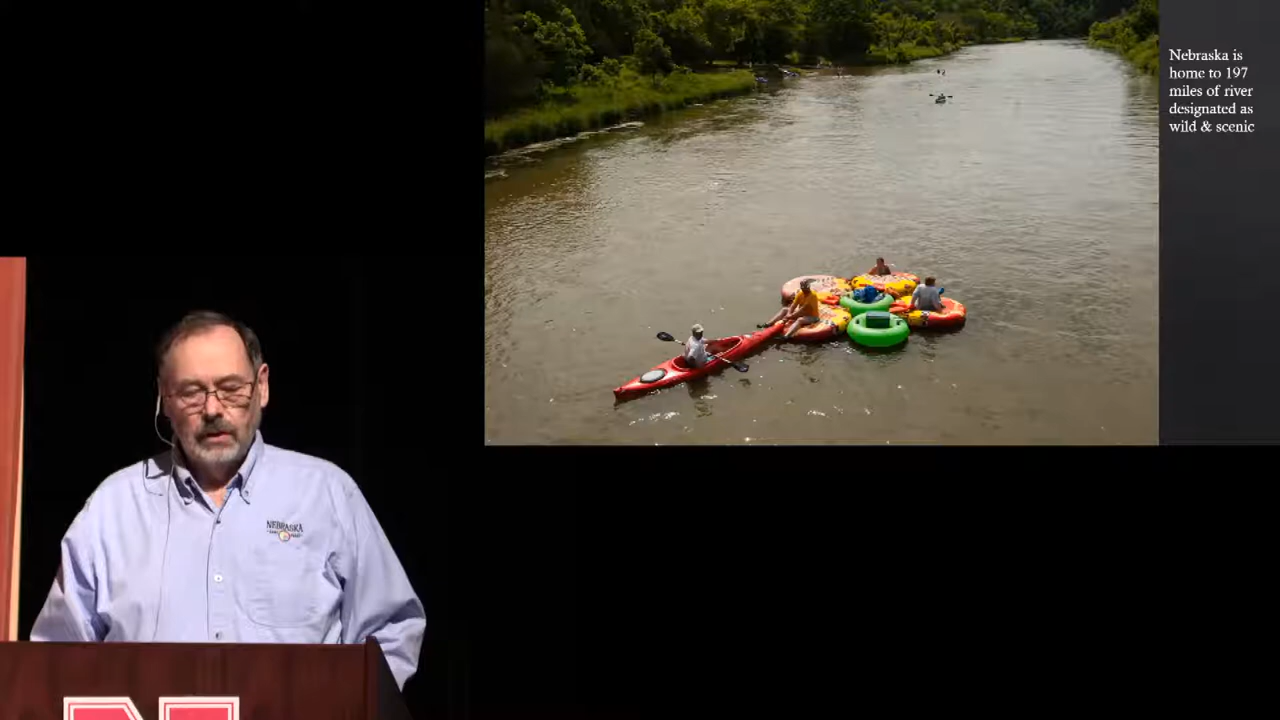 Nebraska is
home to 197
miles of river
designated as
wild & scenic
NEBRASKA
N